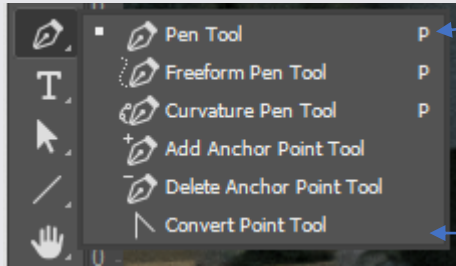 Pen Tool P
Freeform Pen Tool P
Curvature Pen Tool P
Add Anchor Point Tool
Delete Anchor Point Tool
Convert Point Tool
T
0